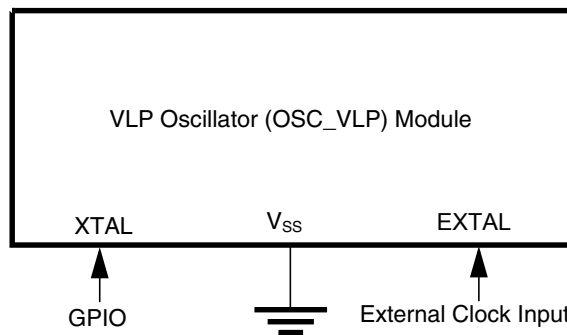 VLP Oscillator (OSC_VLP) Module
XTAL VSS EXTAL
GPIO External Clock Input